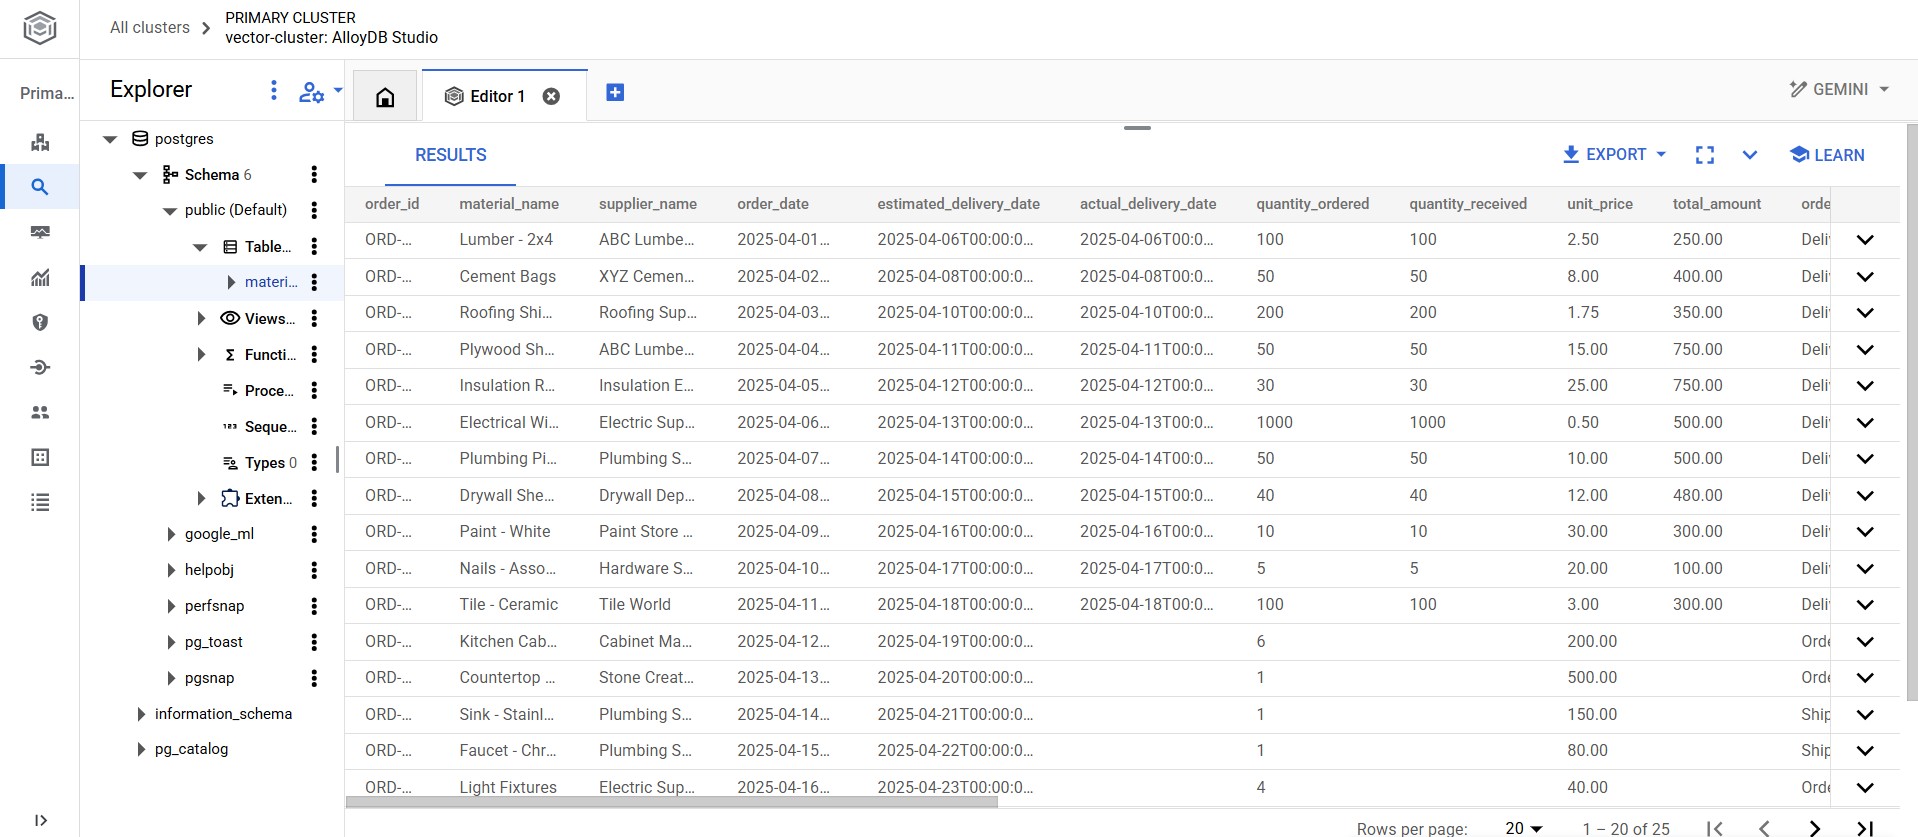 All clusters
PRIMARY CLUSTER
vector-cluster: AlloyDB Studio
Prima...
Explorer
Editor 1
GEMINI
postgres
Schema 6
public (Default)
Table...
materi...
Views...
Functi...
Proce...
Seque...
Types 0
Exten...
google_ml
helpobj
perfsnap
pg_toast
pgsnap
information_schema
pg_catalog
RESULTS
EXPORT
LEARN
order_id material_name supplier_name order_date estimated_delivery_date actual_delivery_date quantity_ordered quantity_received unit_price total_amount orde
ORD-... Lumber - 2x4 ABC Lumbe... 2025-04-01... 2025-04-06T00:00:0... 2025-04-06T00:0... 100 100 2.50 250.00 Deli
ORD-... Cement Bags XYZ Cemen... 2025-04-02... 2025-04-08T00:00:0... 2025-04-08T00:0... 50 50 8.00 400.00 Deli
ORD-... Roofing Shi... Roofing Sup... 2025-04-03... 2025-04-10T00:00:0... 2025-04-10T00:0... 200 200 1.75 350.00 Deli
ORD-... Plywood Sh... ABC Lumbe... 2025-04-04... 2025-04-11T00:00:0... 2025-04-11T00:0... 50 50 15.00 750.00 Deli
ORD-... Insulation R... Insulation E... 2025-04-05... 2025-04-12T00:00:0... 2025-04-12T00:0... 30 30 25.00 750.00 Deli
ORD-... Electrical Wi... Electric Sup... 2025-04-06... 2025-04-13T00:00:0... 2025-04-13T00:0... 1000 1000 0.50 500.00 Deli
ORD-... Plumbing Pi... Plumbing S... 2025-04-07... 2025-04-14T00:00:0... 2025-04-14T00:0... 50 50 10.00 500.00 Deli
ORD-... Drywall She... Drywall Dep... 2025-04-08... 2025-04-15T00:00:0... 2025-04-15T00:0... 40 40 12.00 480.00 Deli
ORD-... Paint - White Paint Store ... 2025-04-09... 2025-04-16T00:00:0... 2025-04-16T00:0... 10 10 30.00 300.00 Deli
ORD-... Nails - Asso... Hardware S... 2025-04-10... 2025-04-17T00:00:0... 2025-04-17T00:0... 5 5 20.00 100.00 Deli
ORD-... Tile - Ceramic Tile World 2025-04-11... 2025-04-18T00:00:0... 2025-04-18T00:0... 100 100 3.00 300.00 Deli
ORD-... Kitchen Cab... Cabinet Ma... 2025-04-12... 2025-04-19T00:00:0... 6 200.00 Orde
ORD-... Countertop ... Stone Creat... 2025-04-13... 2025-04-20T00:00:0... 1 500.00 Orde
ORD-... Sink - Stainl... Plumbing S... 2025-04-14... 2025-04-21T00:00:0... 1 150.00 Ship
ORD-... Faucet - Chr... Plumbing S... 2025-04-15... 2025-04-22T00:00:0... 1 80.00 Ship
ORD-... Light Fixtures Electric Sup... 2025-04-16... 2025-04-23T00:00:0... 4 40.00 Orde
Rows per page: 20 1 – 20 of 25